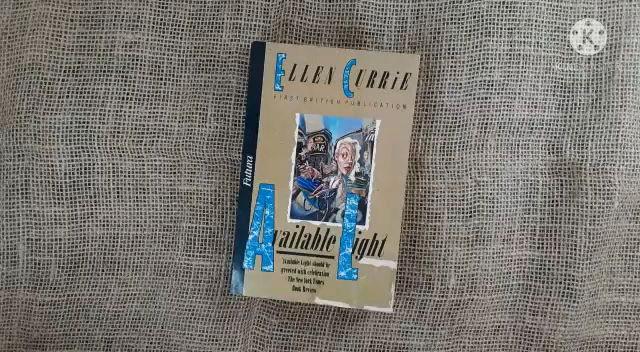 ELLEN CURRiE
FIRST BRITISH PUBLICATION
BAR
Futura
Available Light
'Available Light should be
greeted with celebration'
The New York Times
Book Review
K